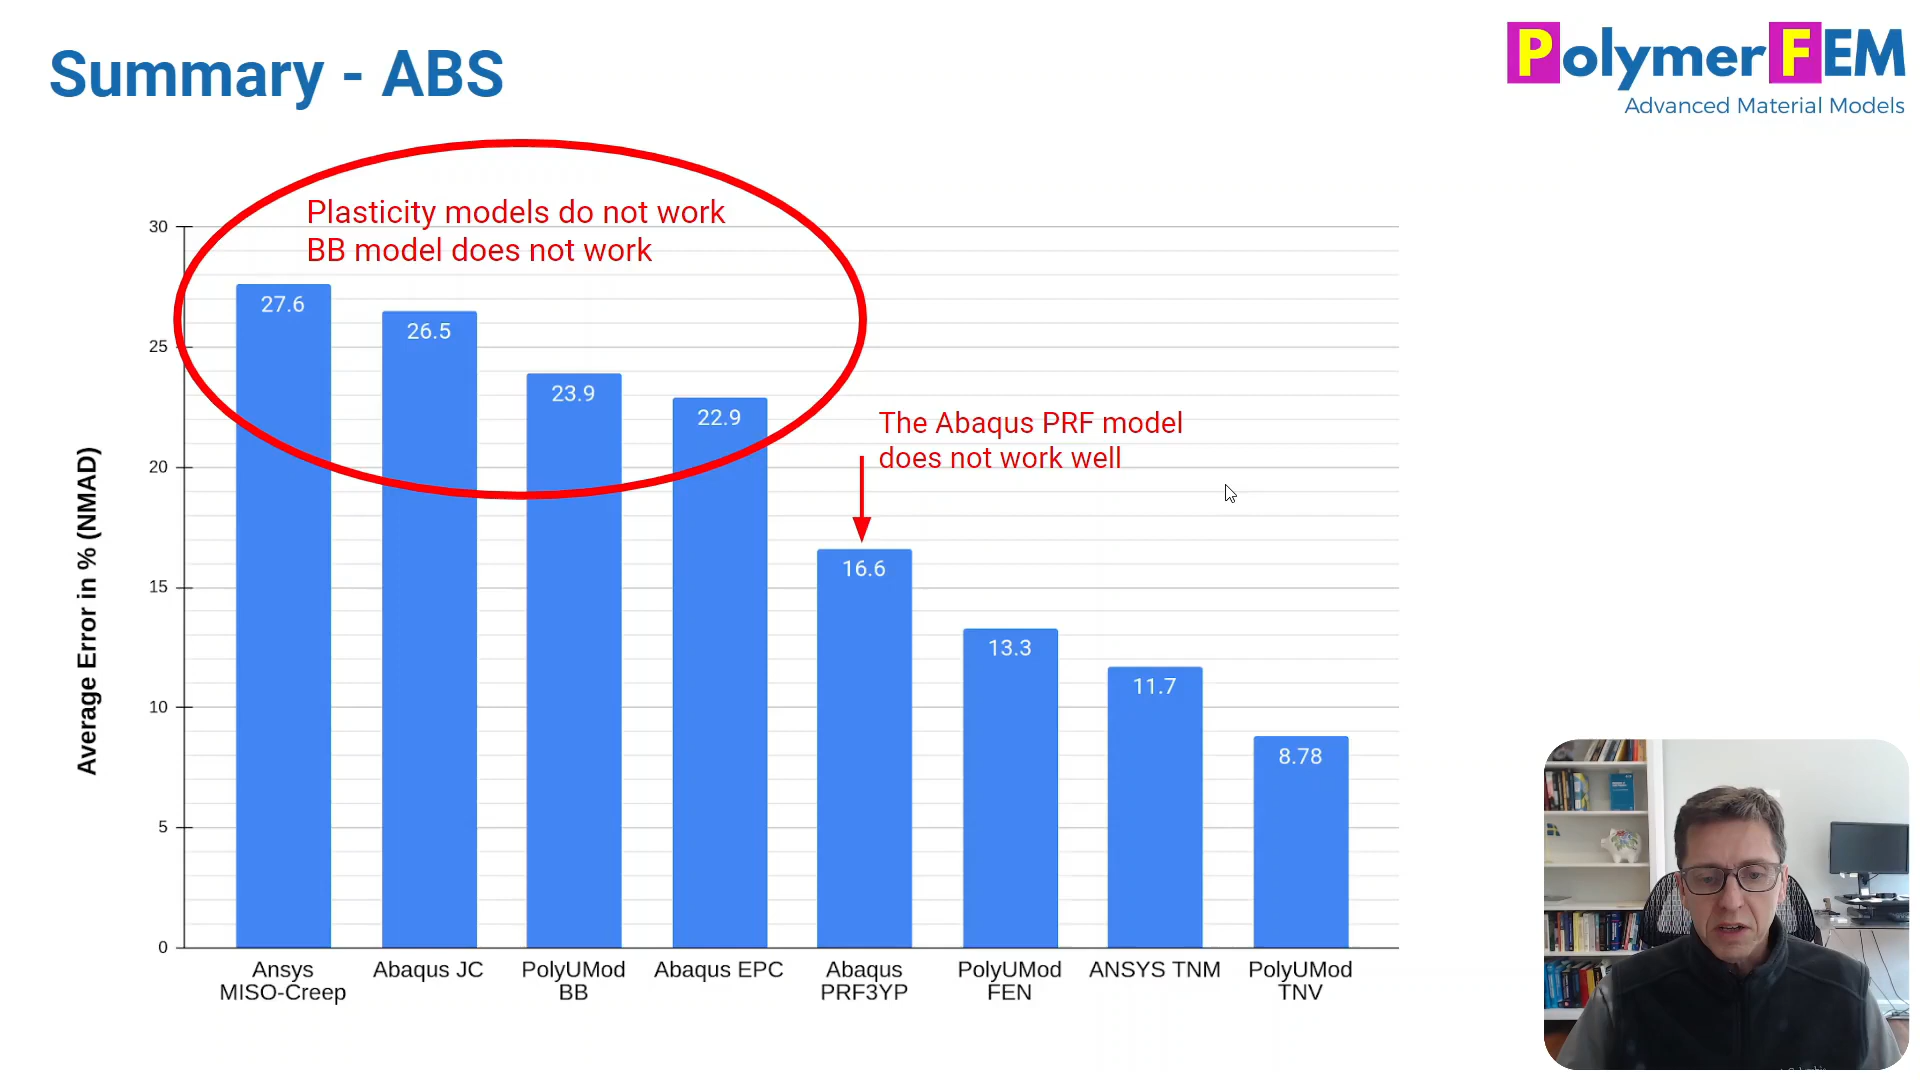 Summary - ABS
PolymerFEM
Advanced Material Models
Plasticity models do not work
BB model does not work
The Abaqus PRF model
does not work well
Average Error in % (NMAD)
30
25
20
15
10
5
0
27.6
26.5
23.9
22.9
16.6
13.3
11.7
8.78
Ansys
MISO-Creep
Abaqus JC
PolyUMod
BB
Abaqus EPC
Abaqus
PRF3YP
PolyUMod
FEN
ANSYS TNM
PolyUMod
TNV